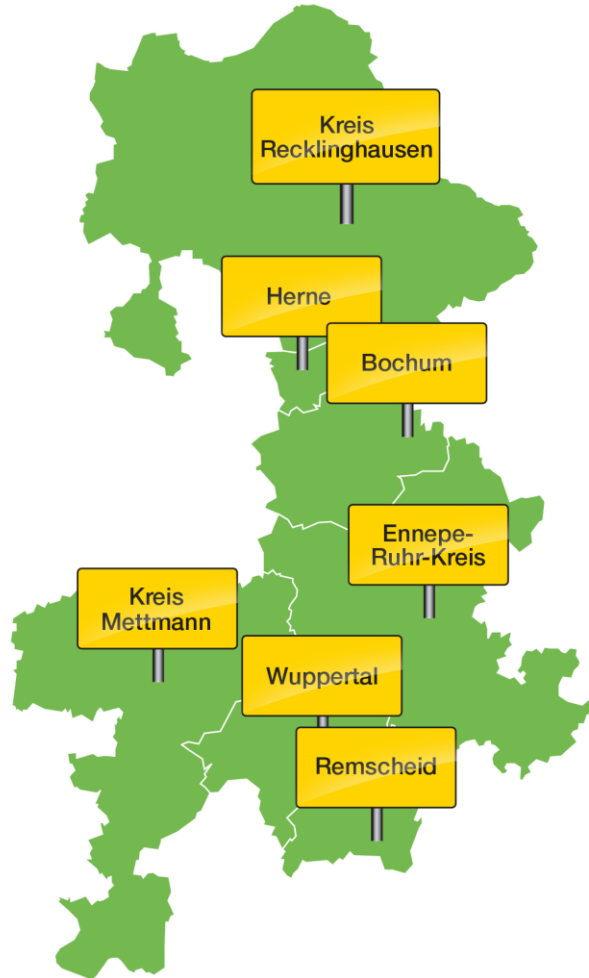 Kreis
Recklinghausen
Herne
Bochum
Ennepe-
Ruhr-Kreis
Kreis
Mettmann
Wuppertal
Remscheid